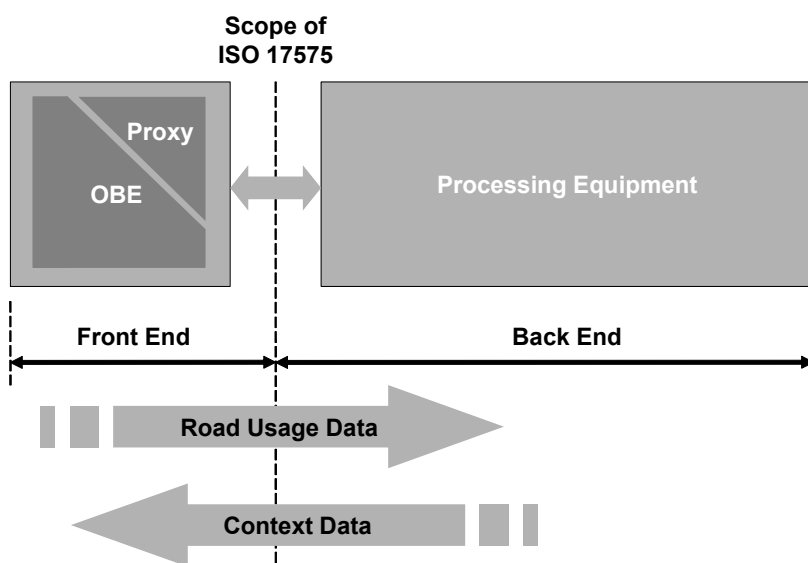 Scope of
ISO 17575
Proxy
OBE
Processing Equipment
Front End
Back End
Road Usage Data
Context Data